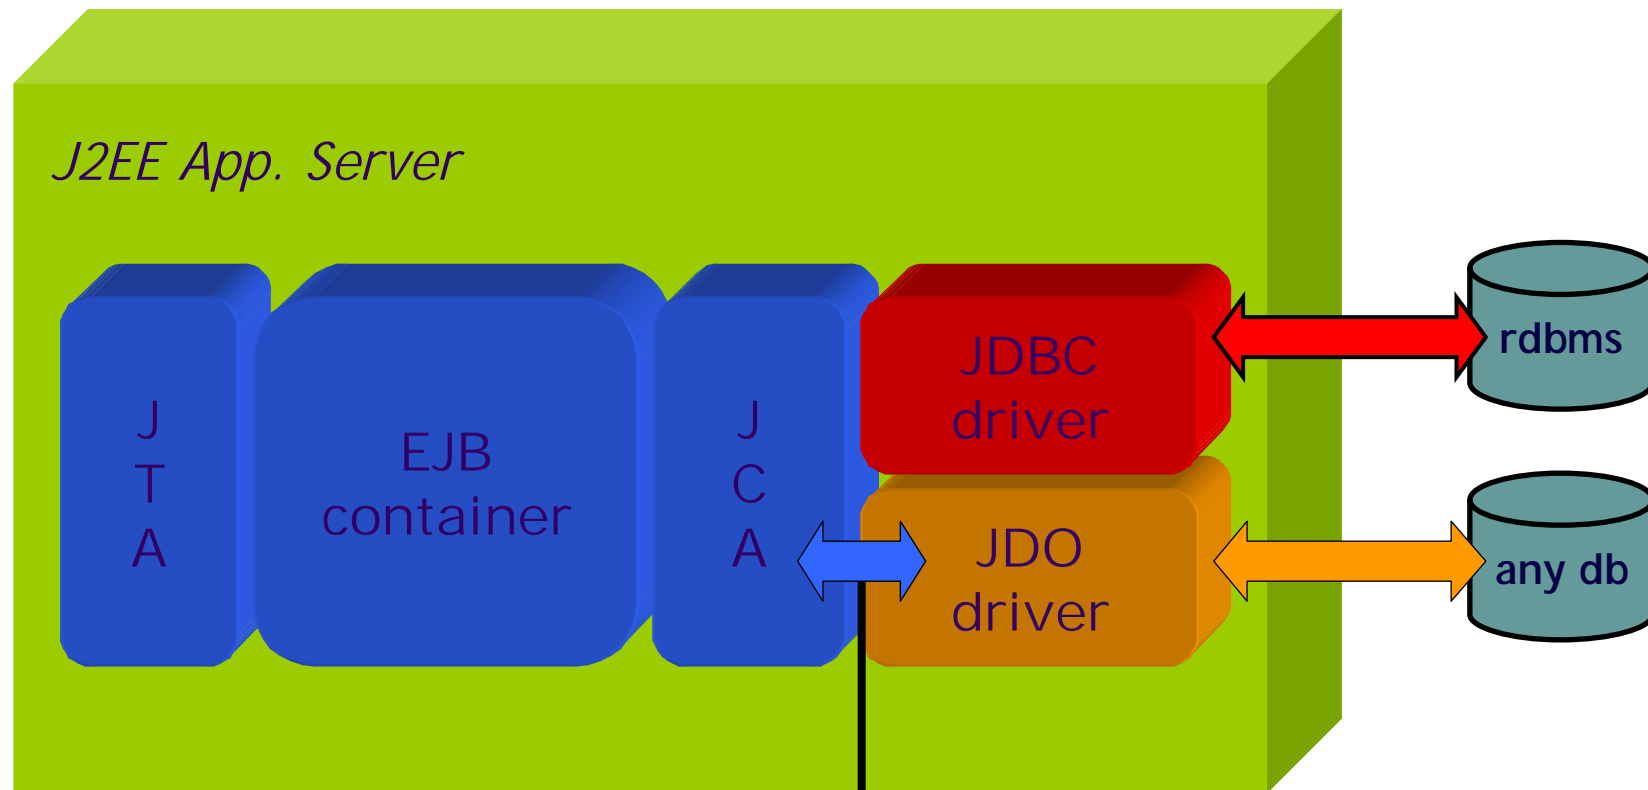 J2EE App. Server
J
T
A
EJB
container
J
C
A
JDBC
driver
JDO
driver
rdbms
any db